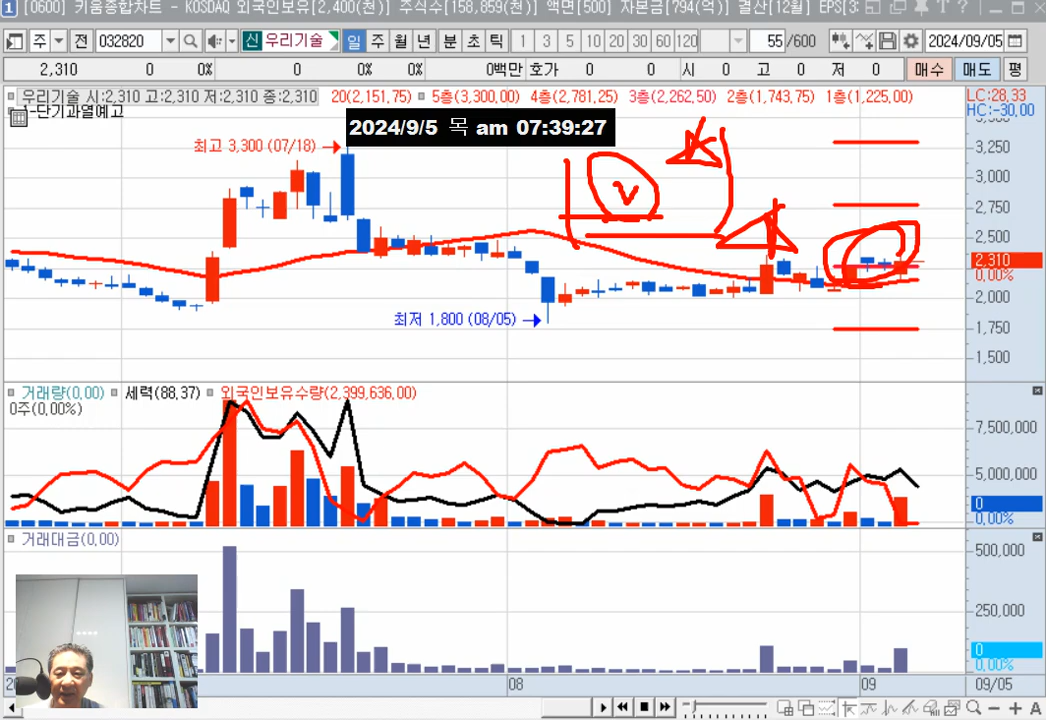 [0600] 키움종합차트 - KOSDAQ 외국인보유[2,400(천)] 주식수[158,859(천)] 액면[500] 자본금[794(억)] 결산[12월] EPS[3
주 전 032820 신 우리기술 일 주 월 년 분 초 틱 1 3 5 10 20 30 60 120 55 /600 2024/09/05
2,310 0 0% 0 0% 0% 0백만 호가 0 0 시 0 고 0 저 0 매수 매도 평
우리기술 시:2,310 고:2,310 저:2,310 종:2,310 20(2,151.75) 5층(3,300.00) 4층(2,781.25) 3층(2,262.50) 2층(1,743.75) 1층(1,225.00) LC:28.33
HC:-30.00
1-단기과열예고
2024/9/5 목 am 07:39:27
최고 3,300 (07/18)
3,250
3,000
2,750
2,500
2,310
0.00%
2,000
최저 1,800 (08/05)
1,750
1,500
V
거래량(0.00) 세력(88.37) 외국인보유수량(2,399,636.00)
0주(0.00%)
7,500,000
5,000,000
0
0.00%
거래대금(0.00)
500,000
250,000
0
0.00%
08 09 09/05